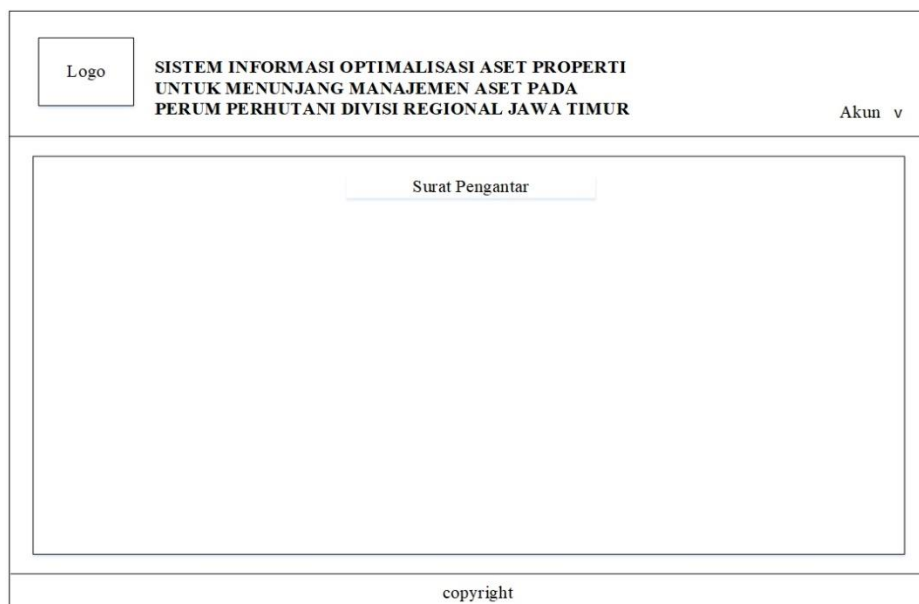 Logo
SISTEM INFORMASI OPTIMALISASI ASET PROPERTI
UNTUK MENUNJANG MANAJEMEN ASET PADA
PERUM PERHUTANI DIVISI REGIONAL JAWA TIMUR
Akun v
Surat Pengantar
copyright